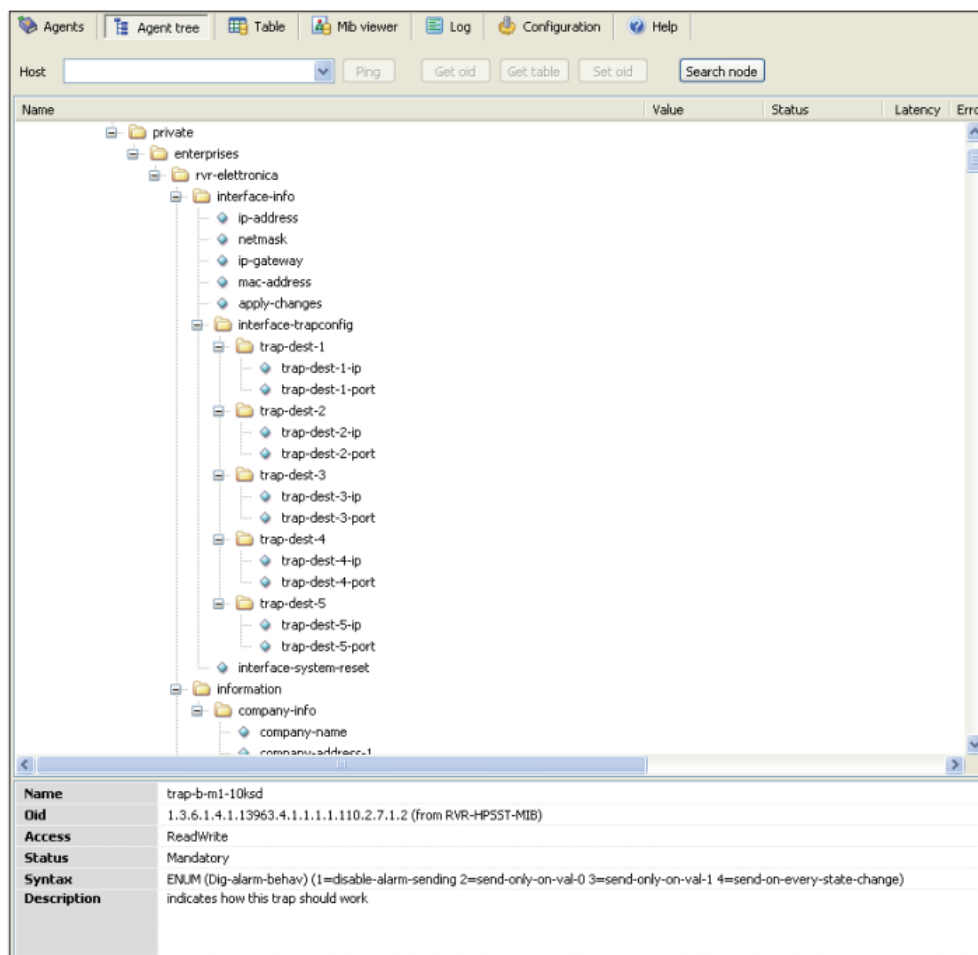 Agents Agent tree Table Mib viewer Log Configuration Help
Host Ping Get oid Get table Set oid Search node
Name Value Status Latency Erro
private
enterprises
rvr-elettronica
interface-info
ip-address
netmask
ip-gateway
mac-address
apply-changes
interface-trapconfig
trap-dest-1
trap-dest-1-ip
trap-dest-1-port
trap-dest-2
trap-dest-2-ip
trap-dest-2-port
trap-dest-3
trap-dest-3-ip
trap-dest-3-port
trap-dest-4
trap-dest-4-ip
trap-dest-4-port
trap-dest-5
trap-dest-5-ip
trap-dest-5-port
interface-system-reset
information
company-info
company-name
company-address-1
Name trap-b-m1-10ksd
Oid 1.3.6.1.4.1.13963.4.1.1.1.1.110.2.7.1.2 (from RVR-HPSST-MIB)
Access ReadWrite
Status Mandatory
Syntax ENUM (Dig-alarm-behav) (1=disable-alarm-sending 2=send-only-on-val-0 3=send-only-on-val-1 4=send-on-every-state-change)
Description indicates how this trap should work